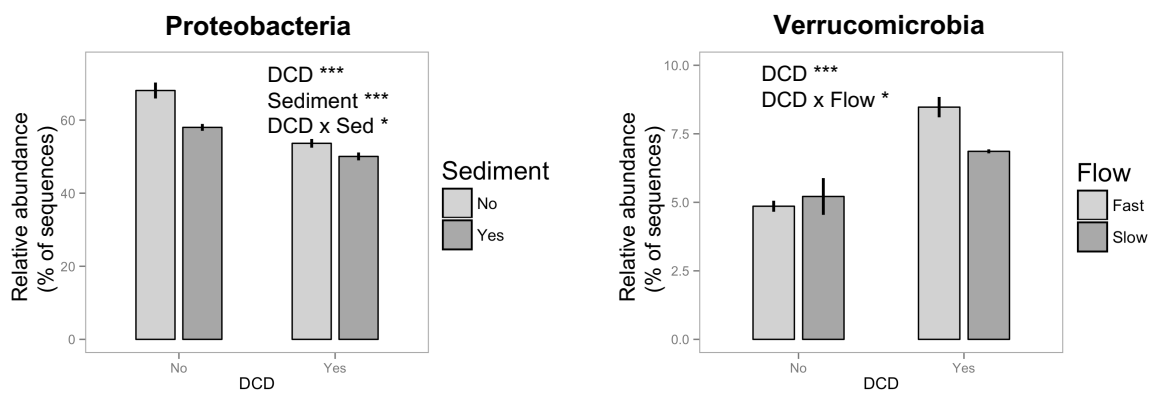 Proteobacteria
Relative abundance
(% of sequences)
60
40
20
0
DCD ***
Sediment ***
DCD x Sed *
No
Yes
DCD
Sediment
No
Yes
Verrucomicrobia
Relative abundance
(% of sequences)
10.0
7.5
5.0
2.5
0.0
DCD ***
DCD x Flow *
No
Yes
DCD
Flow
Fast
Slow